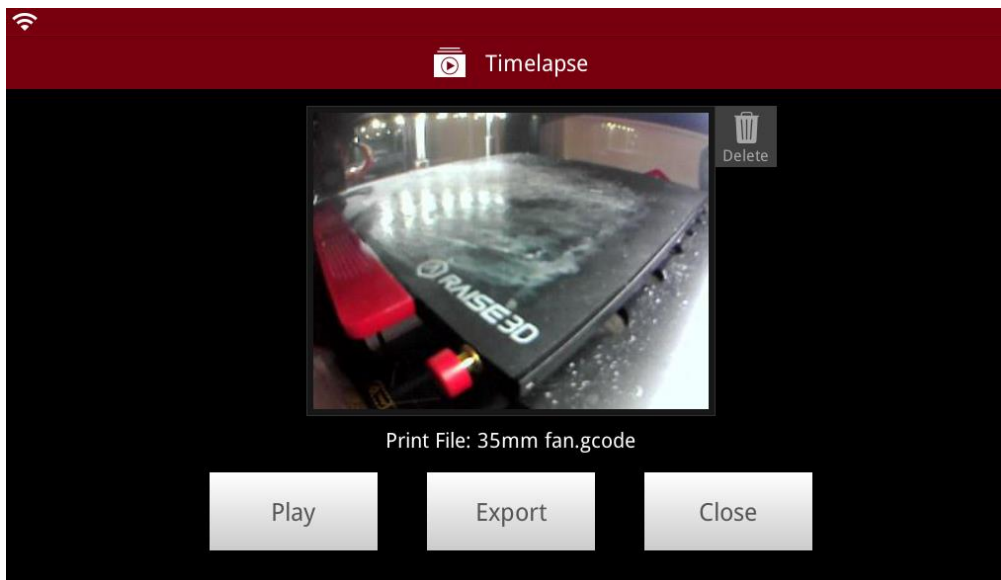 Timelapse
Delete
RAISE3D
Print File: 35mm fan.gcode
Play
Export
Close